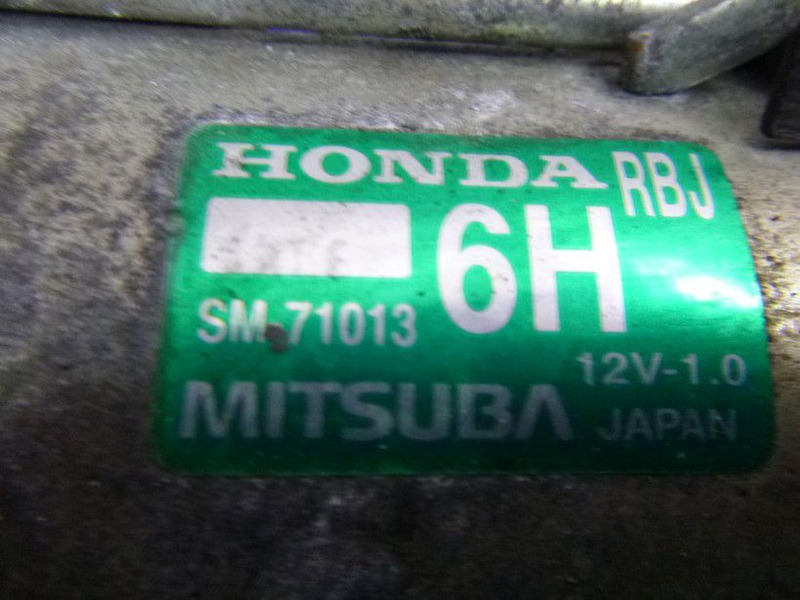 HONDA RBJ
6H
SM-71013
12V-1.0
MITSUBA JAPAN